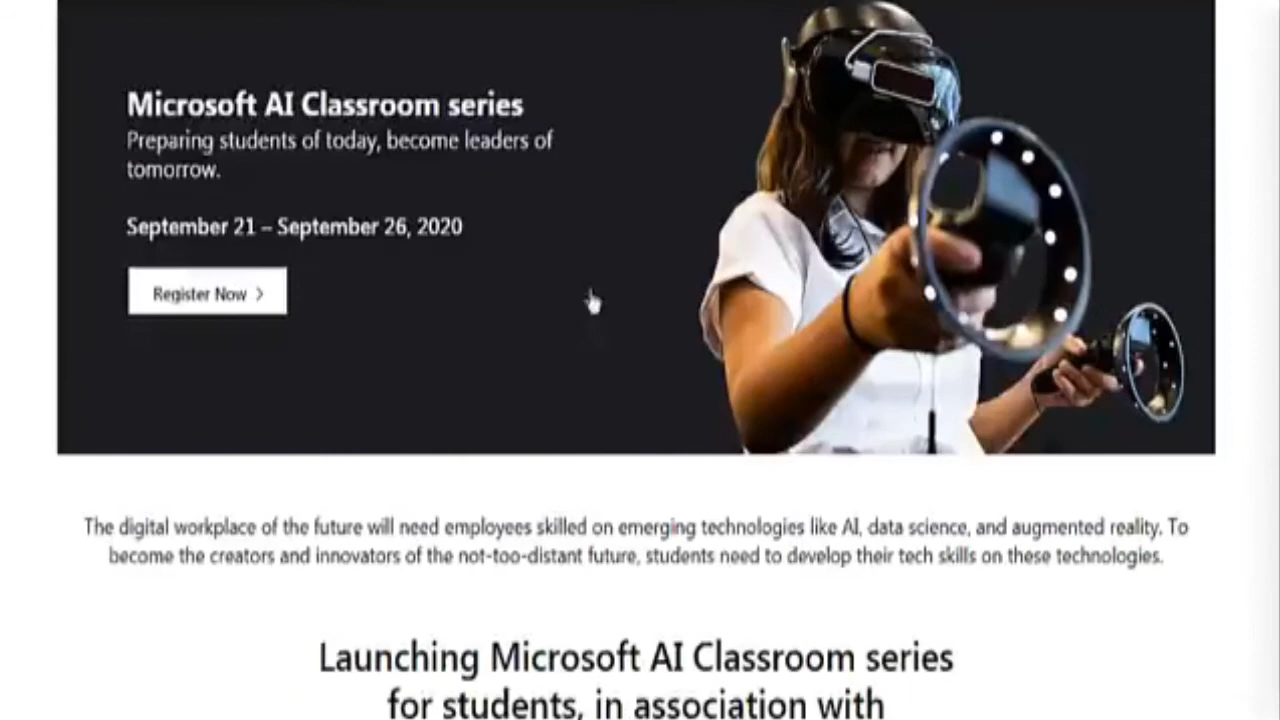 Microsoft AI Classroom series
Preparing students of today, become leaders of
tomorrow.
September 21 – September 26, 2020
Register Now >
The digital workplace of the future will need employees skilled on emerging technologies like AI, data science, and augmented reality. To
become the creators and innovators of the not-too-distant future, students need to develop their tech skills on these technologies.
Launching Microsoft AI Classroom series
for students, in association with